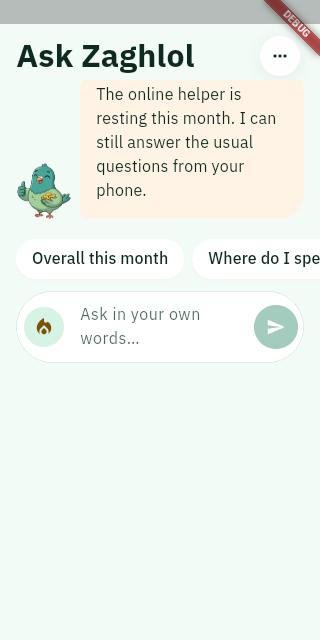 DEBUG
Ask Zaghlol
The online helper is
resting this month. I can
still answer the usual
questions from your
phone.
Overall this month
Where do I spe
Ask in your own
words...